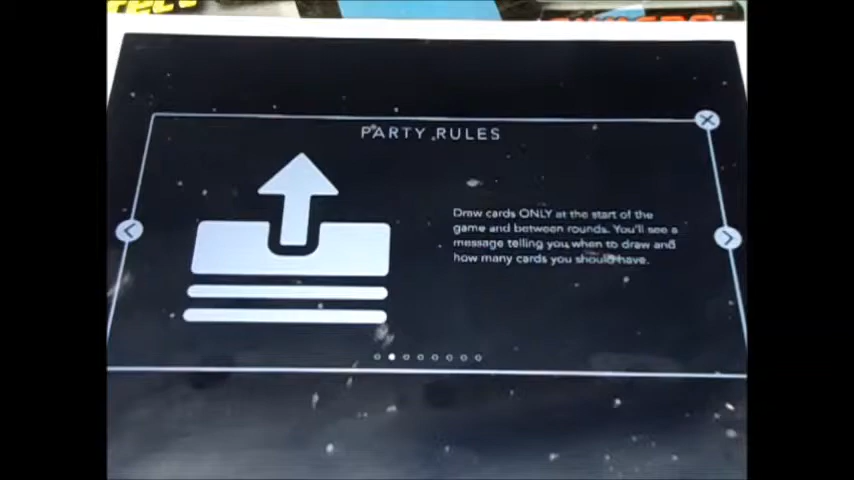 PARTY RULES
Draw cards ONLY at the start of the
game and between rounds. You'll see a
message telling you when to draw and
how many cards you should have.